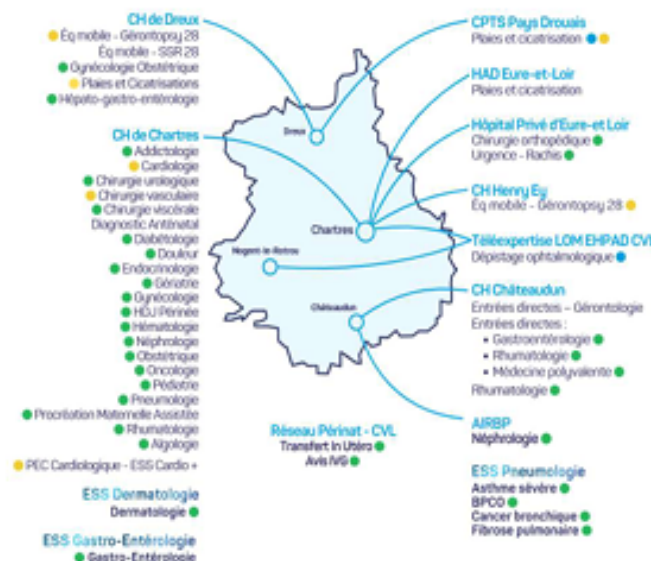 CH de Dreux
Éq mobile - Gérontopsy 28
Éq mobile - SSR 28
Gynécologie Obstétrique
Plaies et Cicatrisations
Hépato-gastro-entérologie
CH de Chartres
Addictologie
Cardiologie
Chirurgie urologique
Chirurgie vasculaire
Chirurgie viscérale
Diagnostic Anténatal
Diabétologie
Douleur
Endocrinologie
Gériatrie
Gynécologie
HDJ Périnée
Hématologie
Néphrologie
Obstétrique
Oncologie
Pédiatrie
Pneumologie
Procréation Maternelle Assistée
Rhumatologie
Algologie
PEC Cardiologique - ESS Cardio +
ESS Dermatologie
Dermatologie
ESS Gastro-Entérologie
Gastro-Entérologie
Dreux
Chartres
Nogent-le-Rotrou
Châteaudun
Réseau Périnat - CVL
Transfert In Utéro
Avis IVG
CPTS Pays Drouais
Plaies et cicatrisation
HAD Eure-et-Loir
Plaies et cicatrisation
Hôpital Privé d'Eure-et Loir
Chirurgie orthopédique
Urgence - Rachis
CH Henry Ey
Éq mobile - Gérontopsy 28
Téléexpertise LOM EHPAD CVL
Dépistage ophtalmologique
CH Châteaudun
Entrées directes – Gérontologie
Entrées directes :
• Gastroentérologie
• Rhumatologie
• Médecine polyvalente
Rhumatologie
AIRBP
Néphrologie
ESS Pneumologie
Asthme sévère
BPCO
Cancer bronchique
Fibrose pulmonaire